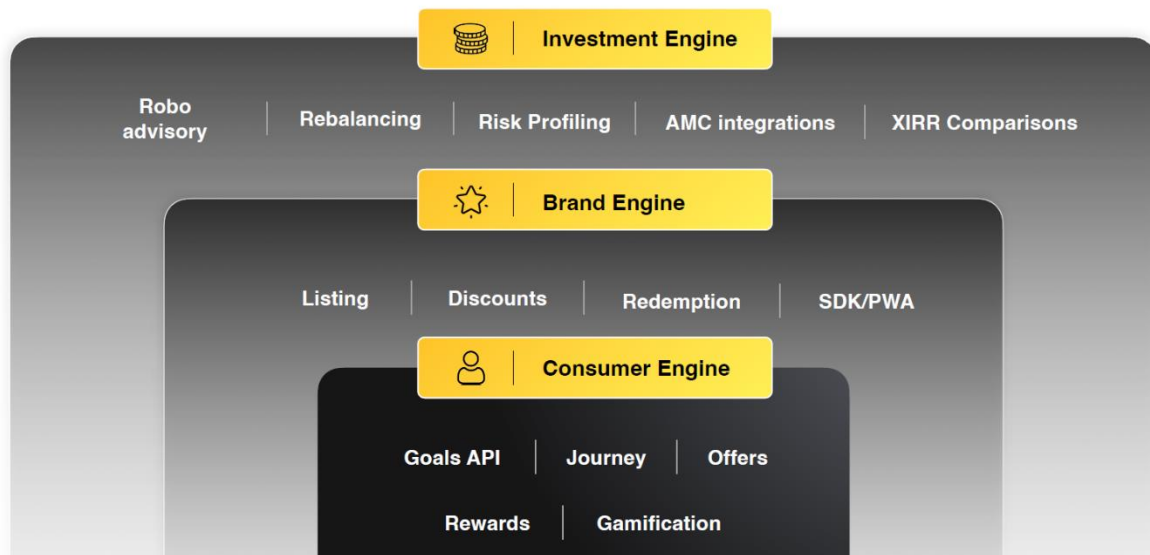 Investment Engine
Robo
advisory
Rebalancing
Risk Profiling
AMC integrations
XIRR Comparisons
Brand Engine
Listing
Discounts
Redemption
SDK/PWA
Consumer Engine
Goals API
Journey
Offers
Rewards
Gamification